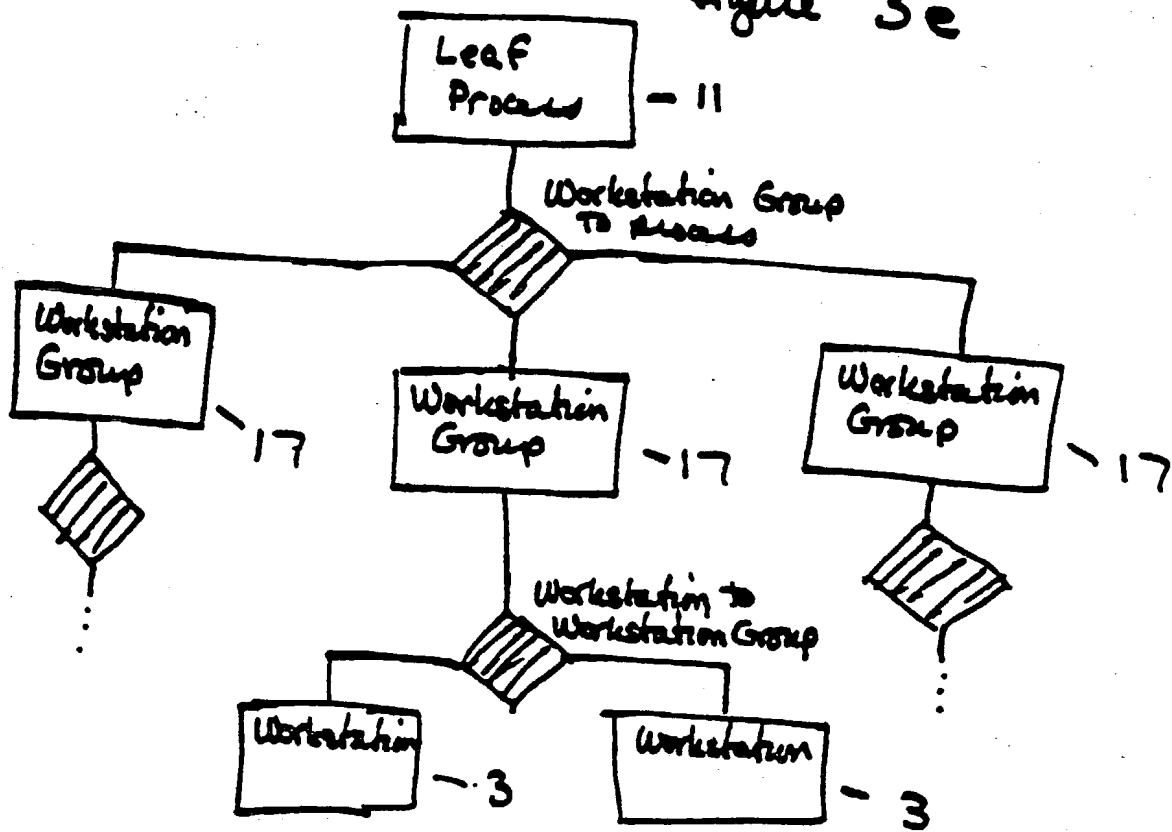 Figure 3e
Leaf
Process
11
Workstation Group
To Process
Workstation
Group
17
Workstation
Group
17
Workstation
Group
17
Workstation to
Workstation Group
Workstation
3
Workstation
3